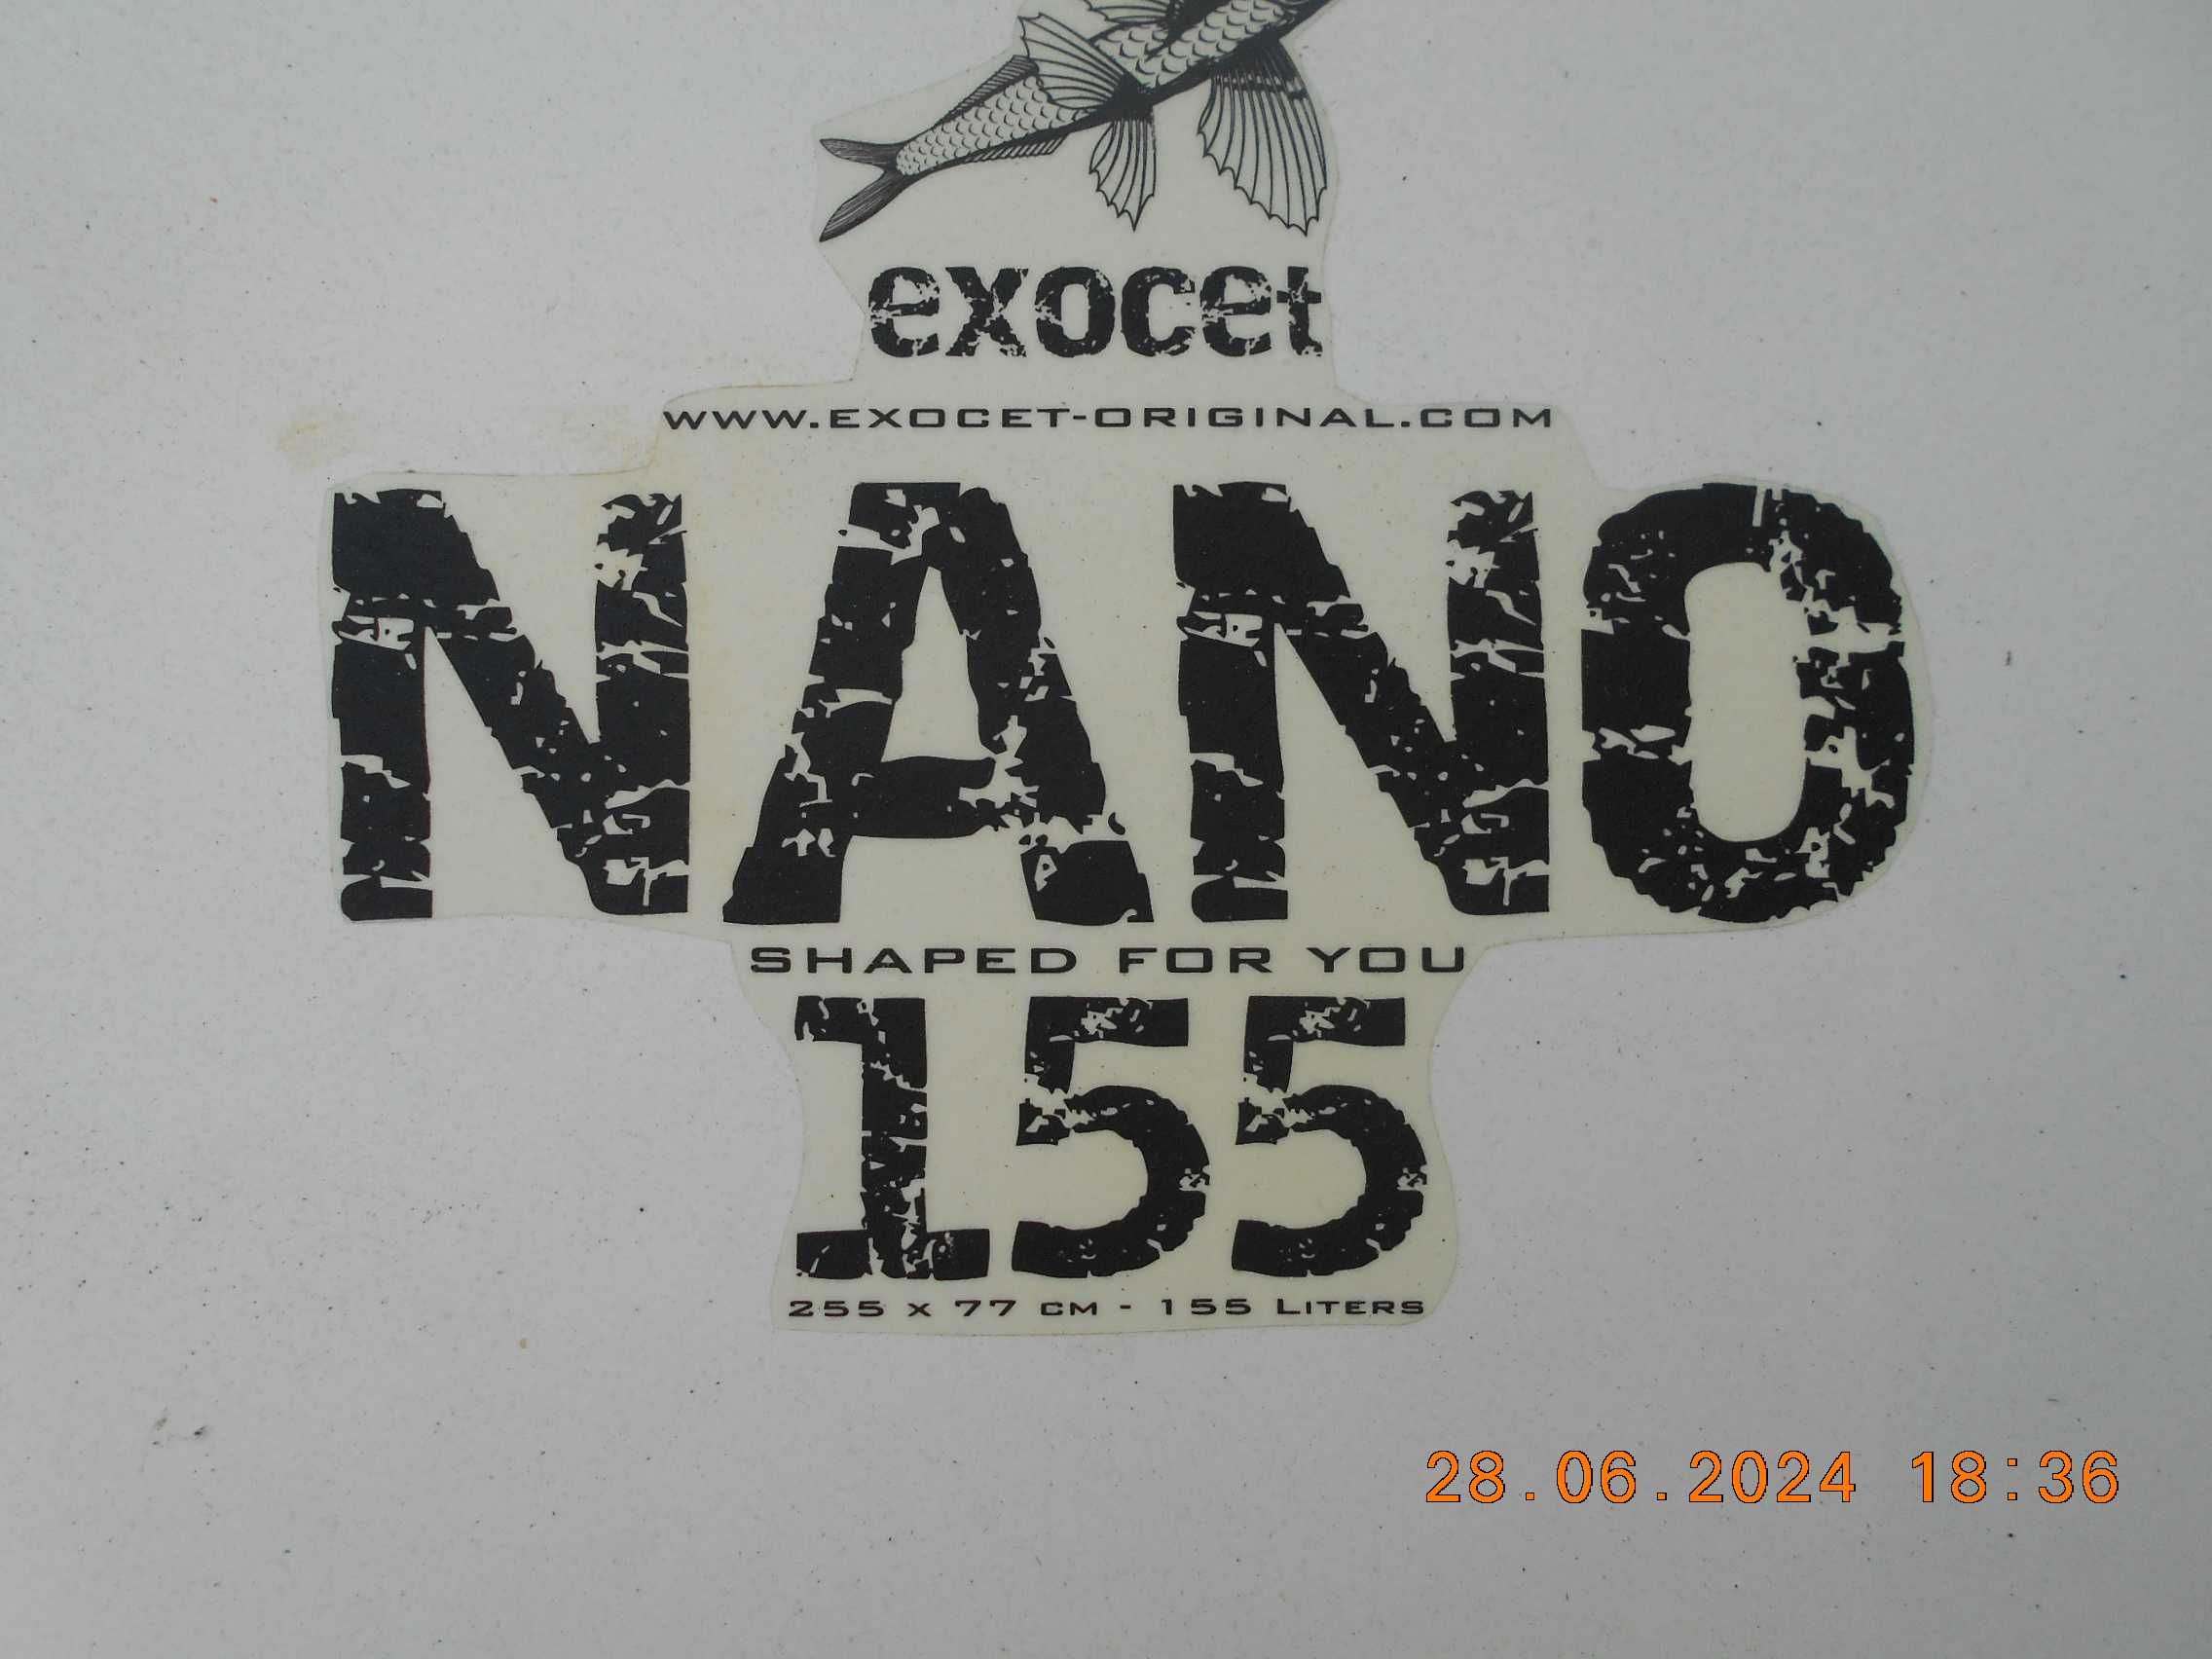 exocet
WWW.EXOCET-ORIGINAL.COM
NANO
SHAPED FOR YOU
155
255 x 77 CM - 155 LITERS
28.06.2024 18:36